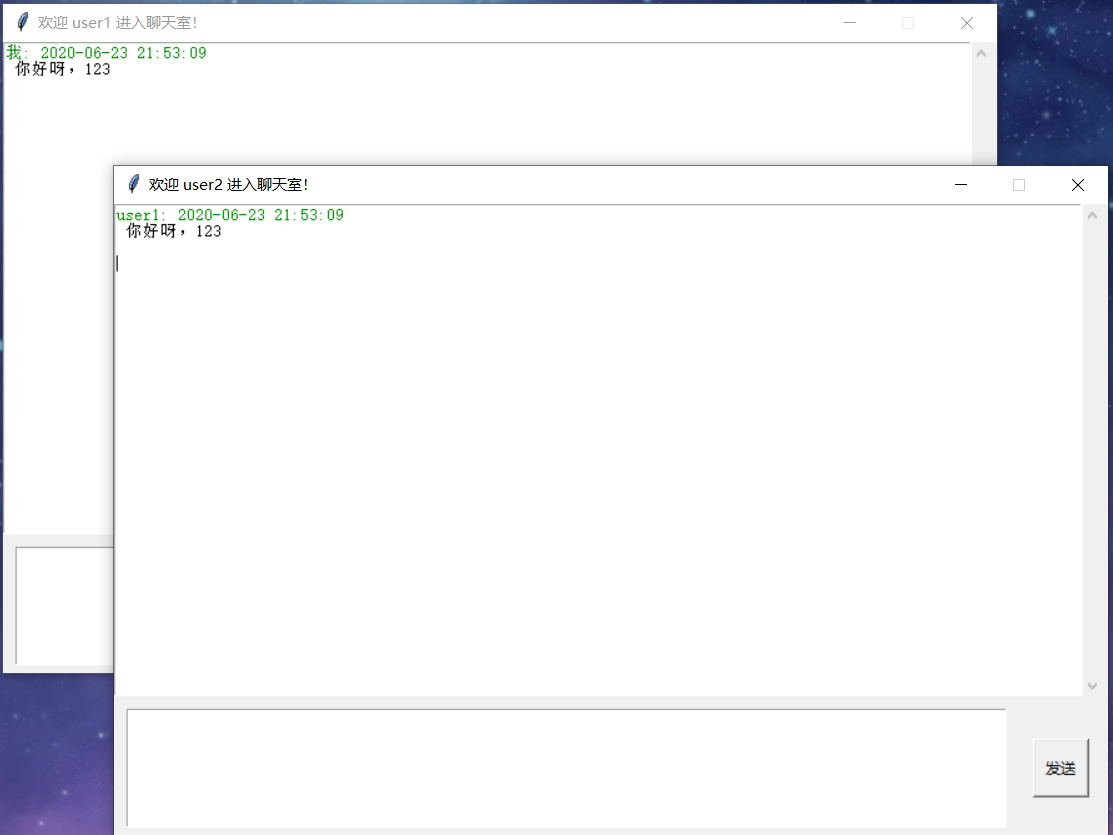 欢迎 user1 进入聊天室!
我: 2020-06-23 21:53:09
你好呀，123
欢迎 user2 进入聊天室!
user1: 2020-06-23 21:53:09
你好呀，123
发送